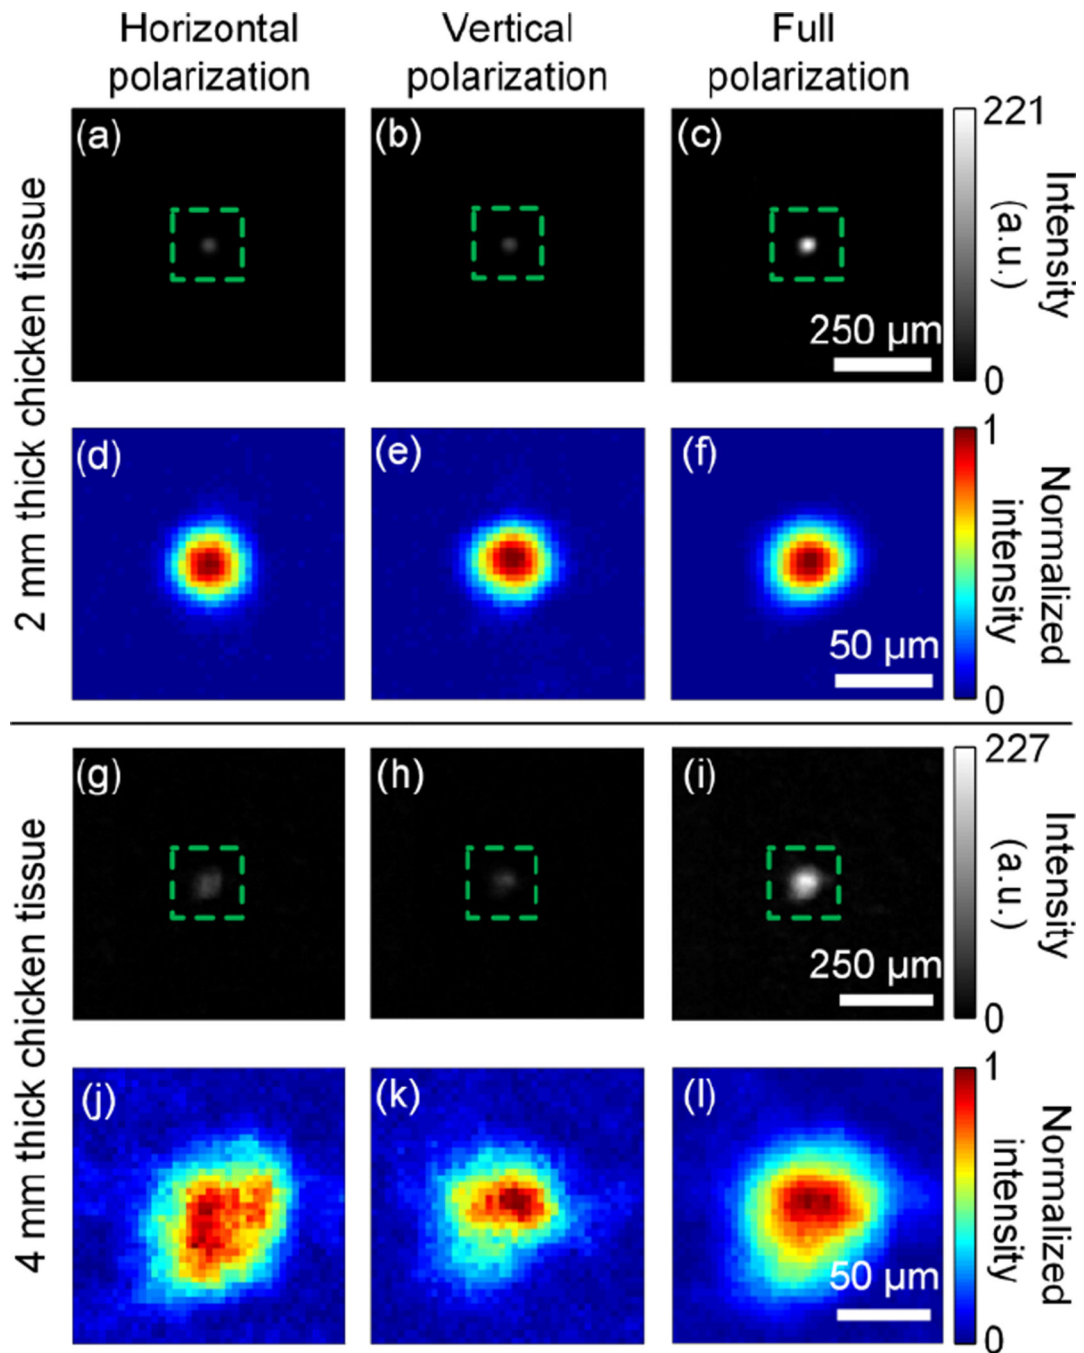 Horizontal polarization
Vertical polarization
Full polarization
2 mm thick chicken tissue
(a)
(b)
(c)
250 µm
221
0
Intensity (a.u.)
(d)
(e)
(f)
50 µm
1
0
Normalized intensity
4 mm thick chicken tissue
(g)
(h)
(i)
250 µm
227
0
Intensity (a.u.)
(j)
(k)
(l)
50 µm
1
0
Normalized intensity